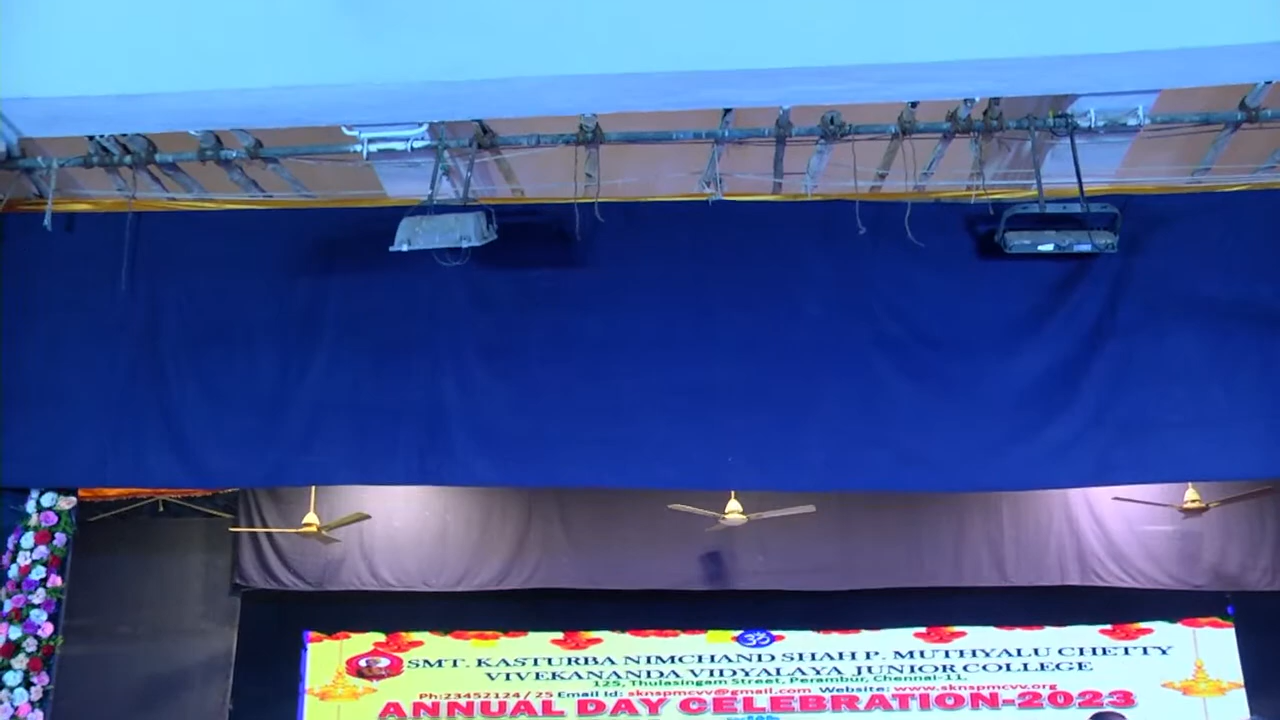 ॐ
SMT. KASTURBA NIMCHAND SHAH P. MUTHYALU CHETTY
VIVEKANANDA VIDYALAYA JUNIOR COLLEGE
125, Thulasingam Street, Perambur, Chennai-11,
Ph:23452124/25 Email Id: sknspmcvv@gmail.com Website: www.sknspmcvv.org
ANNUAL DAY CELEBRATION-2023